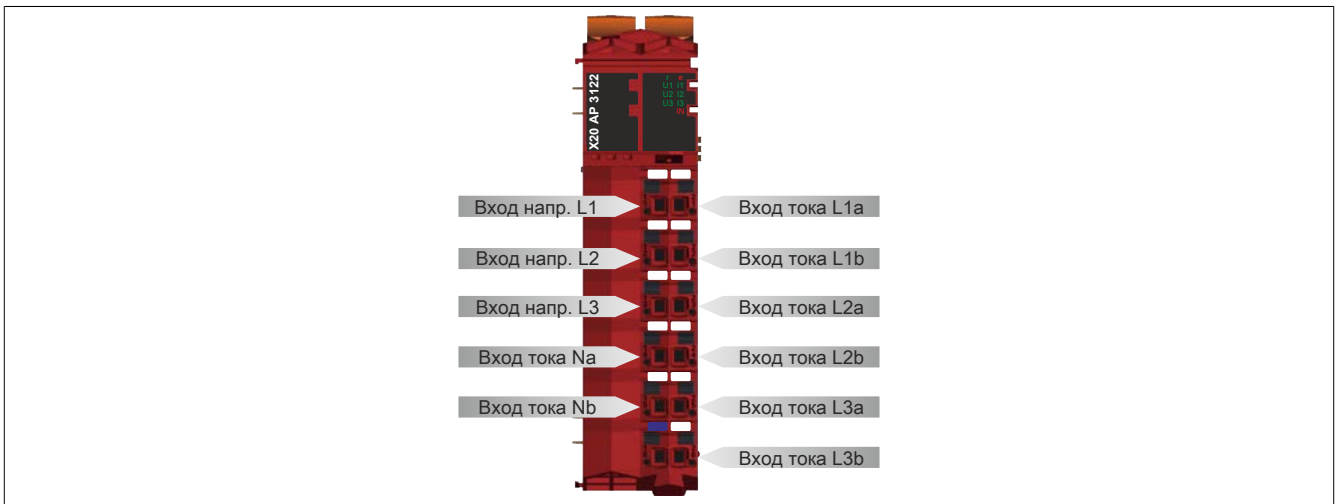 X20 AP 3122
r e
U1 I1
U2 I2
U3 I3
IN
Вход напр. L1
Вход тока L1a
Вход напр. L2
Вход тока L1b
Вход напр. L3
Вход тока L2a
Вход тока Na
Вход тока L2b
Вход тока Nb
Вход тока L3a
Вход тока L3b